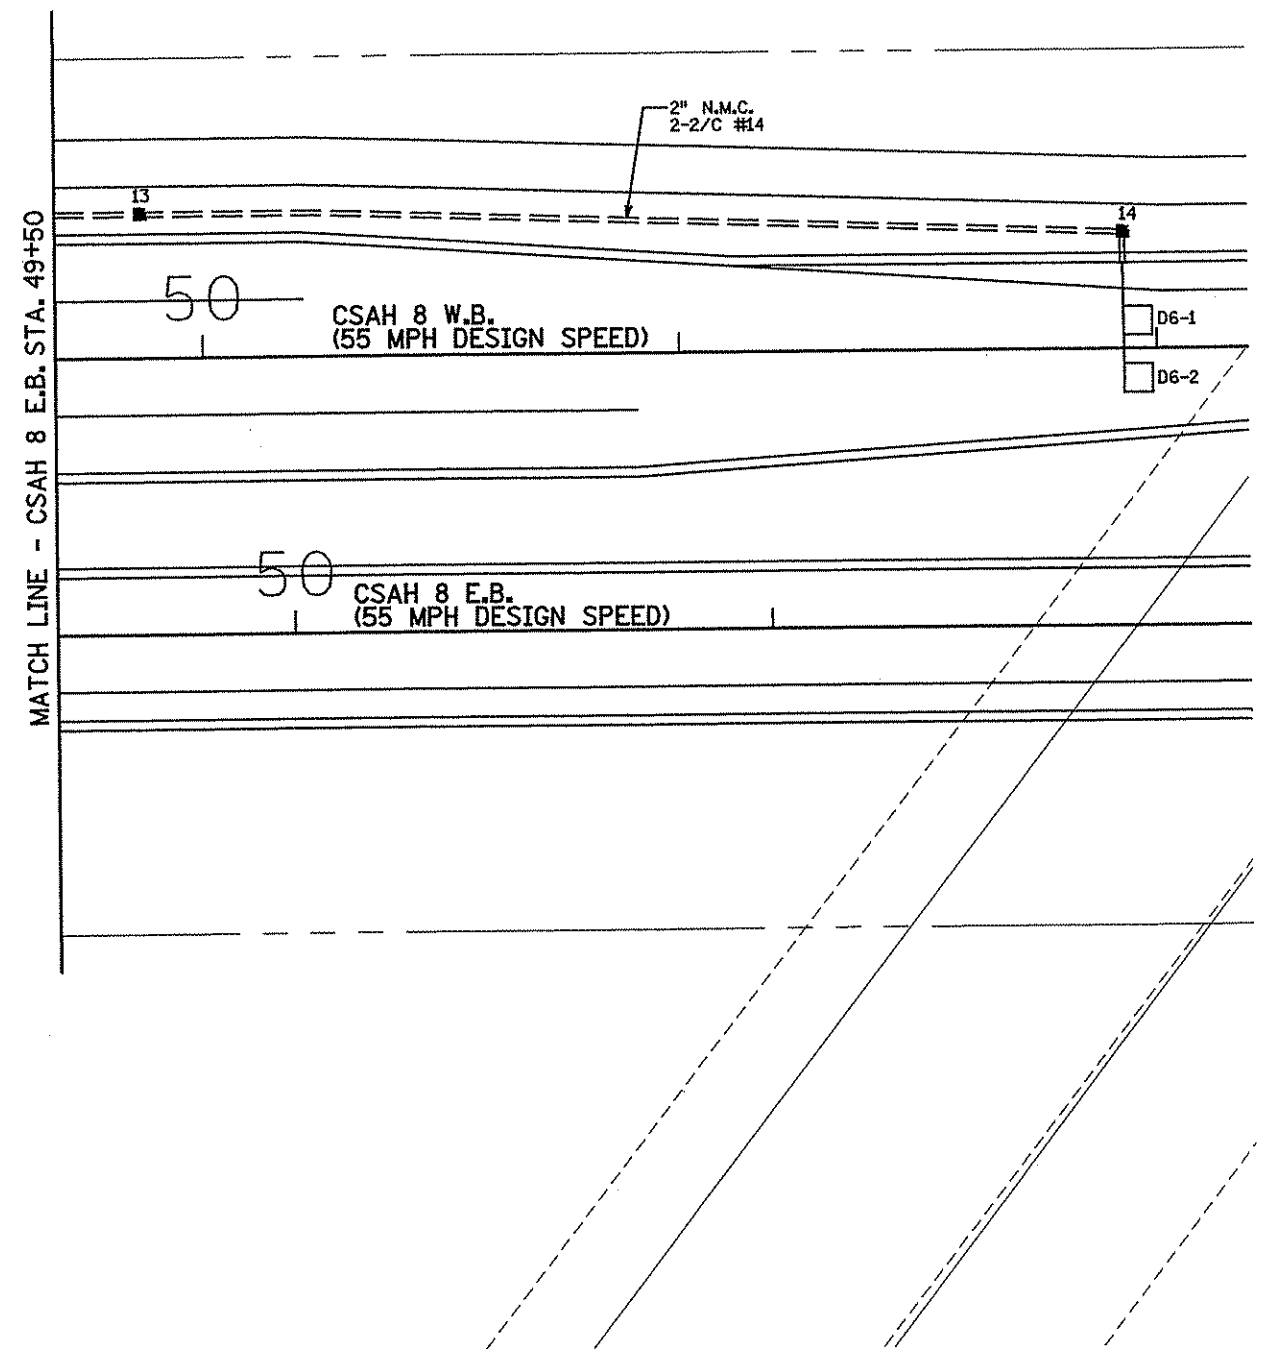 2" N.M.C.
2-2/C #14
13
14
50
CSAH 8 W.B.
(55 MPH DESIGN SPEED)
D6-1
D6-2
MATCH LINE - CSAH 8 E.B. STA. 49+50
50
CSAH 8 E.B.
(55 MPH DESIGN SPEED)